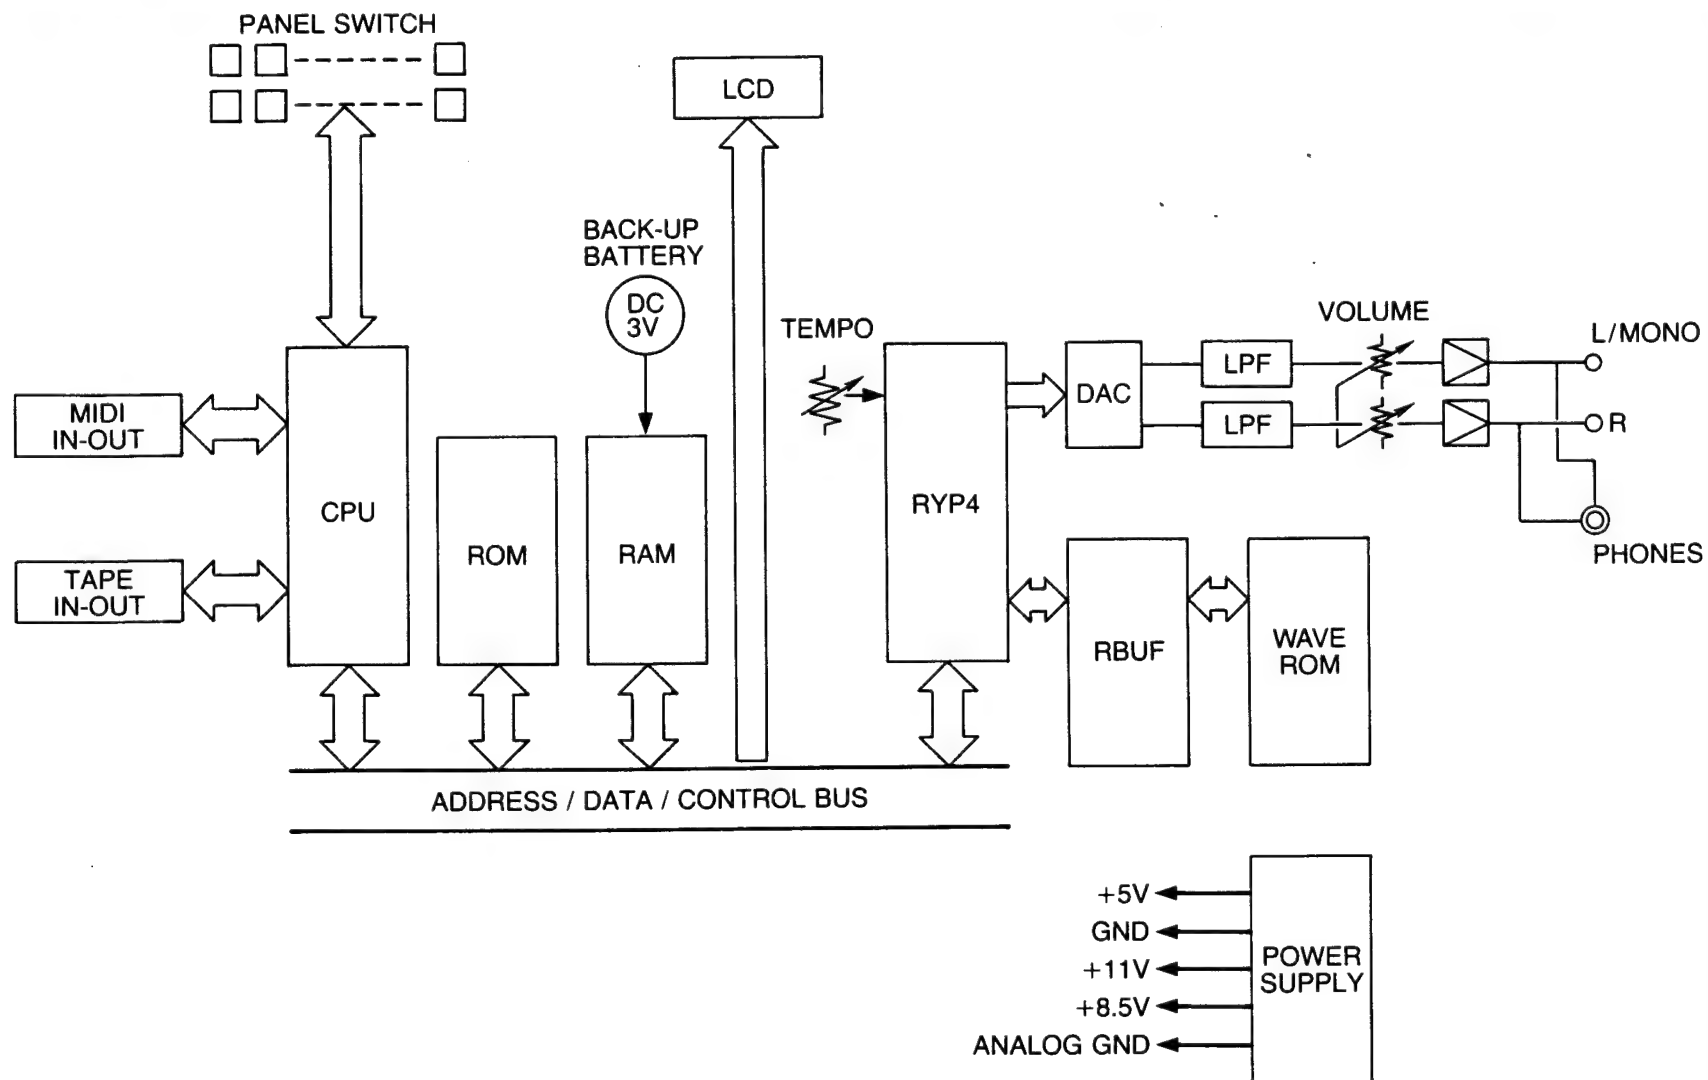 PANEL SWITCH
LCD
BACK-UP
BATTERY
DC
3V
TEMPO
VOLUME
L/MONO
R
PHONES
MIDI
IN-OUT
TAPE
IN-OUT
CPU
ROM
RAM
RYP4
DAC
LPF
LPF
RBUF
WAVE
ROM
ADDRESS / DATA / CONTROL BUS
+5V
GND
+11V
+8.5V
ANALOG GND
POWER
SUPPLY